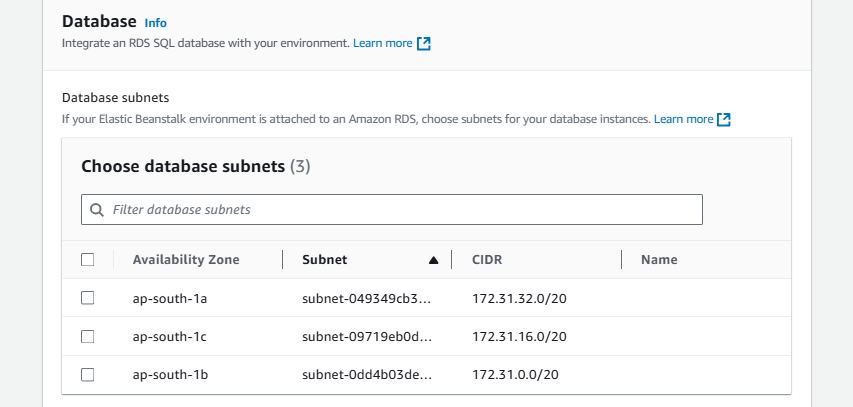 Database Info
Integrate an RDS SQL database with your environment. Learn more
Database subnets
If your Elastic Beanstalk environment is attached to an Amazon RDS, choose subnets for your database instances. Learn more
Choose database subnets (3)
Filter database subnets
Availability Zone Subnet CIDR Name
ap-south-1a subnet-049349cb3... 172.31.32.0/20
ap-south-1c subnet-09719eb0d... 172.31.16.0/20
ap-south-1b subnet-0dd4b03de... 172.31.0.0/20